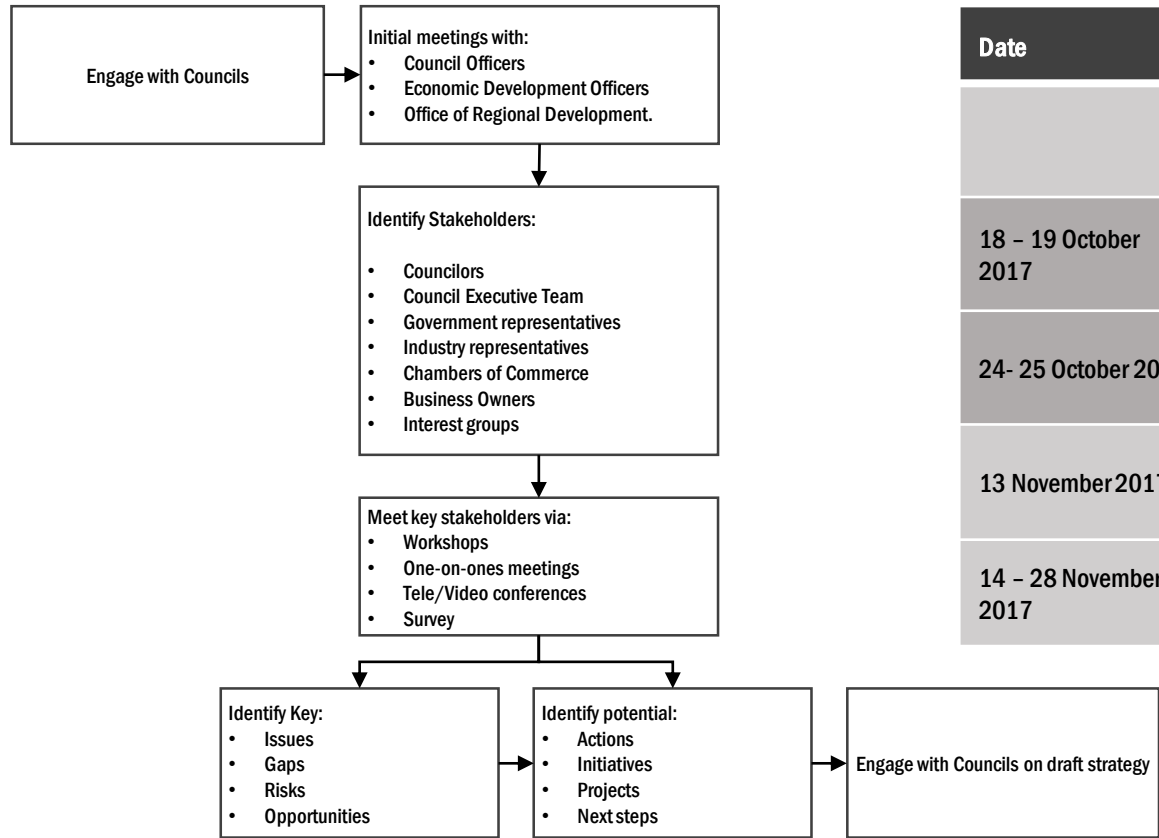 Engage with Councils
Initial meetings with:
• Council Officers
• Economic Development Officers
• Office of Regional Development.
Identify Stakeholders:
• Councilors
• Council Executive Team
• Government representatives
• Industry representatives
• Chambers of Commerce
• Business Owners
• Interest groups
Meet key stakeholders via:
• Workshops
• One-on-ones meetings
• Tele/Video conferences
• Survey
Identify Key:
• Issues
• Gaps
• Risks
• Opportunities
Identify potential:
• Actions
• Initiatives
• Projects
• Next steps
Engage with Councils on draft strategy
Date
18 – 19 October
2017
24- 25 October 20
13 November 201
14 – 28 November
2017